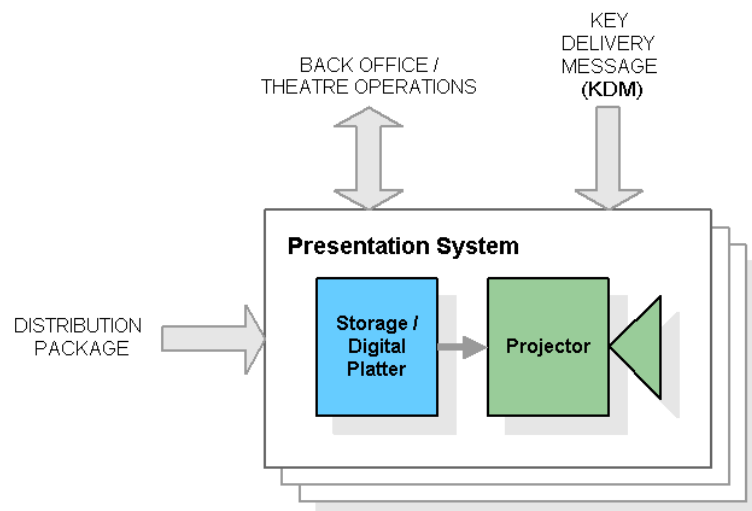 BACK OFFICE /
THEATRE OPERATIONS
KEY
DELIVERY
MESSAGE
(KDM)
Presentation System
DISTRIBUTION
PACKAGE
Storage /
Digital
Platter
Projector